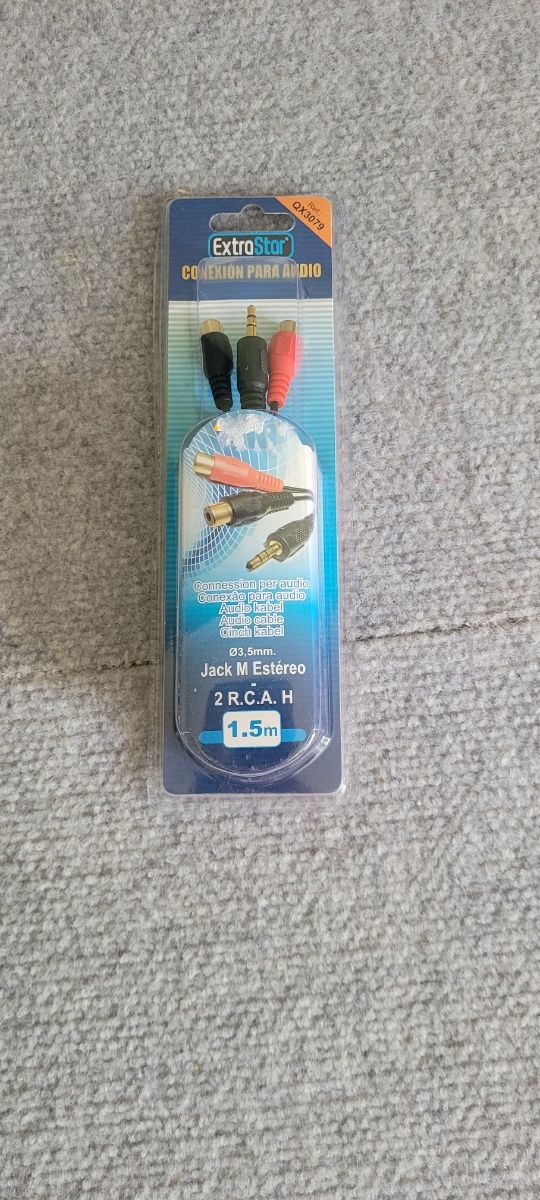 Ref.
QX3079
ExtraStar
CONEXIÓN PARA AUDIO
Connession per audio
Conexão para audio
Audio kabel
Audio cable
Cinch kabel
Ø3,5mm.
Jack M Estéreo
-
2 R.C.A. H
1.5m